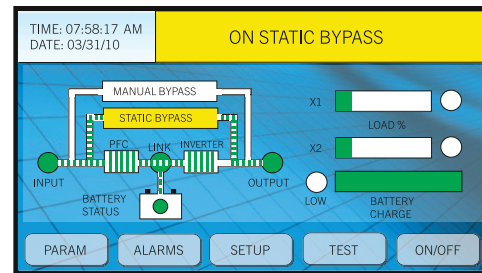 TIME: 07:58:17 AM
DATE: 03/31/10
ON STATIC BYPASS
MANUAL BYPASS
STATIC BYPASS
PFC
LINK
INVERTER
INPUT
OUTPUT
BATTERY
STATUS
X1
LOAD %
X2
LOW
BATTERY
CHARGE
PARAM
ALARMS
SETUP
TEST
ON/OFF